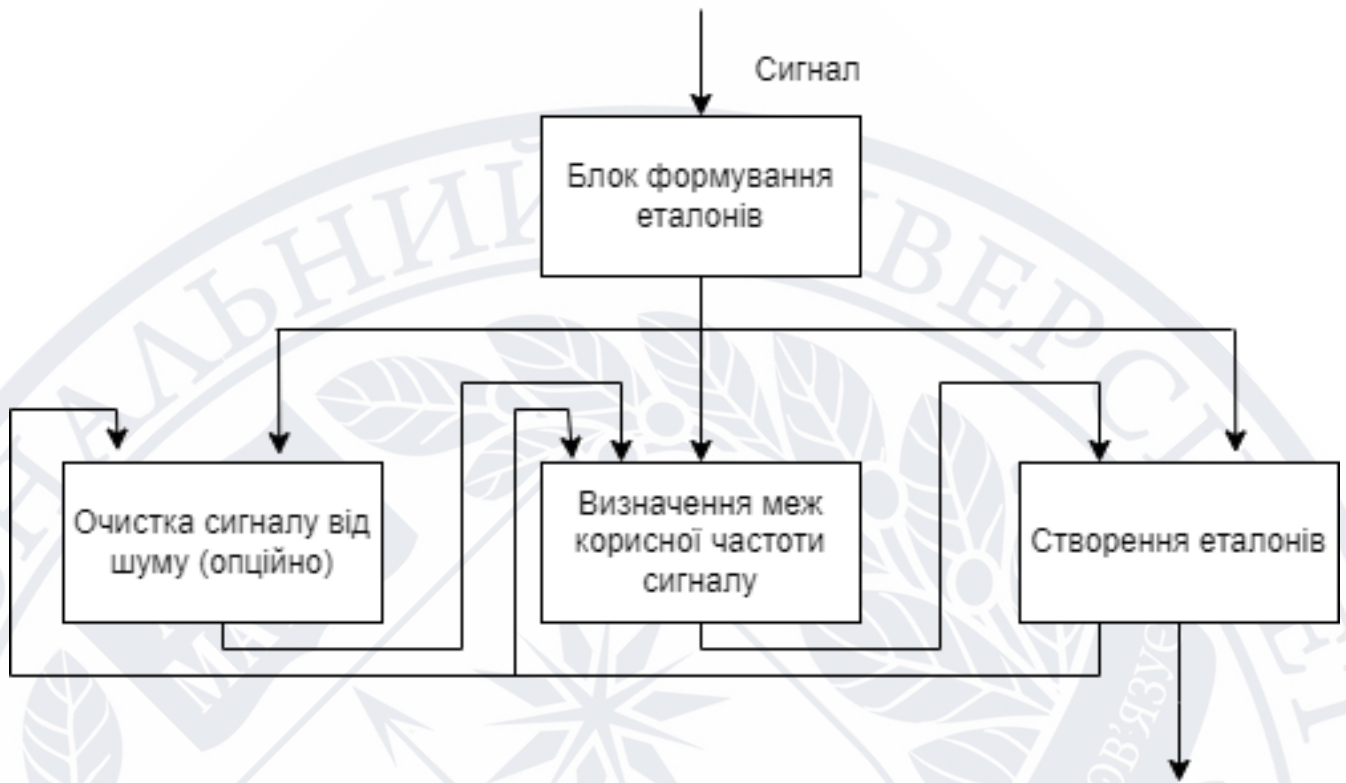 Сигнал
Блок формування
еталонів
Очистка сигналу від
шуму (опційно)
Визначення меж
корисної частоти
сигналу
Створення еталонів